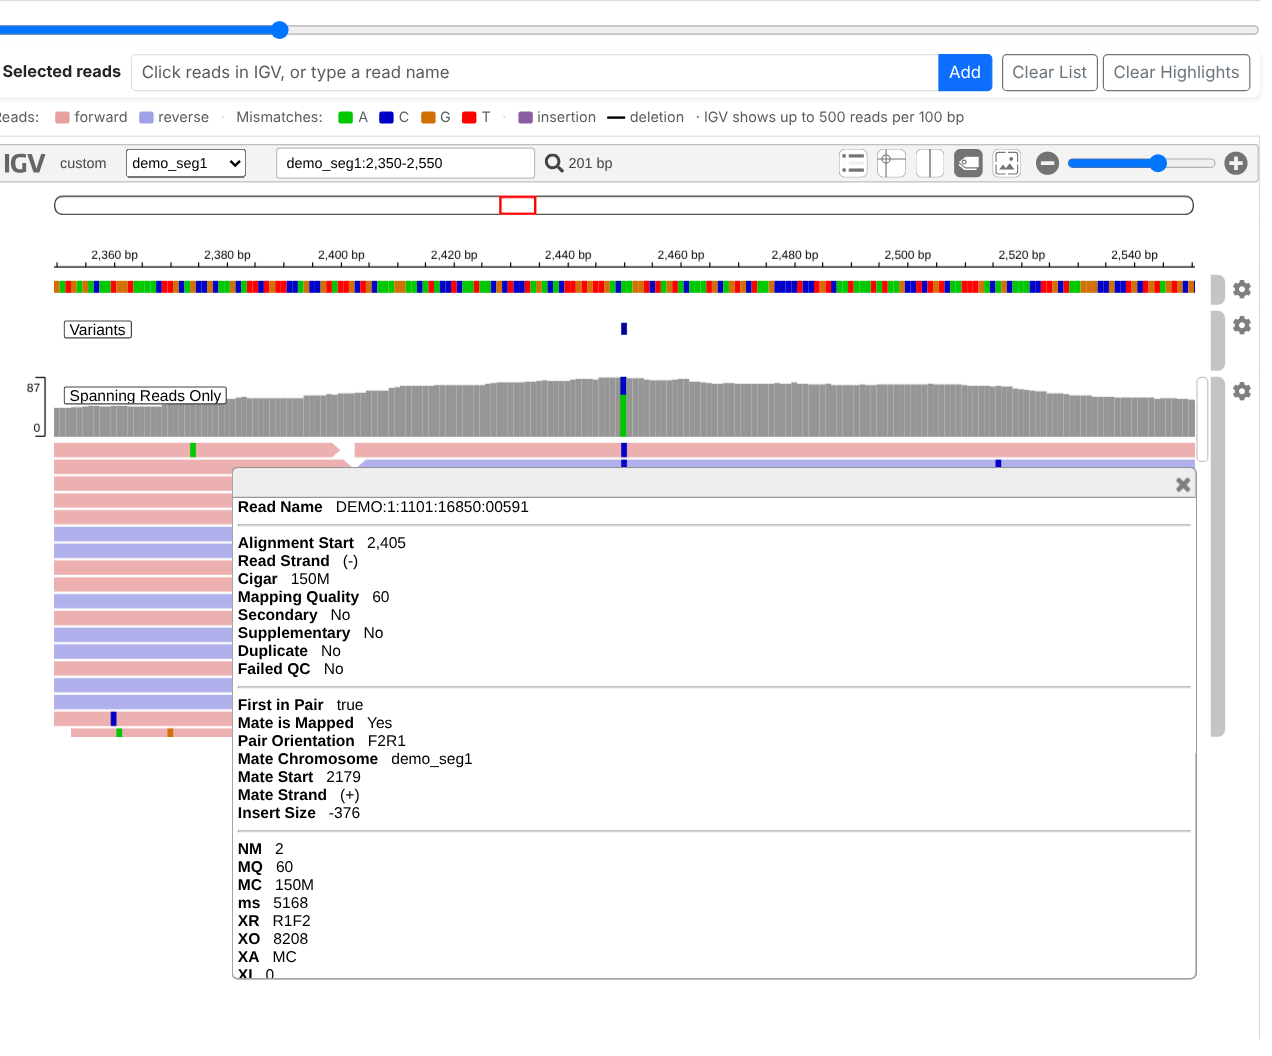 Selected reads Click reads in IGV, or type a read name Add Clear List Clear Highlights
eads: forward reverse · Mismatches: A C G T · insertion deletion · IGV shows up to 500 reads per 100 bp
IGV custom demo_seg1 demo_seg1:2,350-2,550 201 bp
2,360 bp 2,380 bp 2,400 bp 2,420 bp 2,440 bp 2,460 bp 2,480 bp 2,500 bp 2,520 bp 2,540 bp
Variants
87
Spanning Reads Only
0
Read Name DEMO:1:1101:16850:00591
Alignment Start 2,405
Read Strand (-)
Cigar 150M
Mapping Quality 60
Secondary No
Supplementary No
Duplicate No
Failed QC No
First in Pair true
Mate is Mapped Yes
Pair Orientation F2R1
Mate Chromosome demo_seg1
Mate Start 2179
Mate Strand (+)
Insert Size -376
NM 2
MQ 60
MC 150M
ms 5168
XR R1F2
XO 8208
XA MC